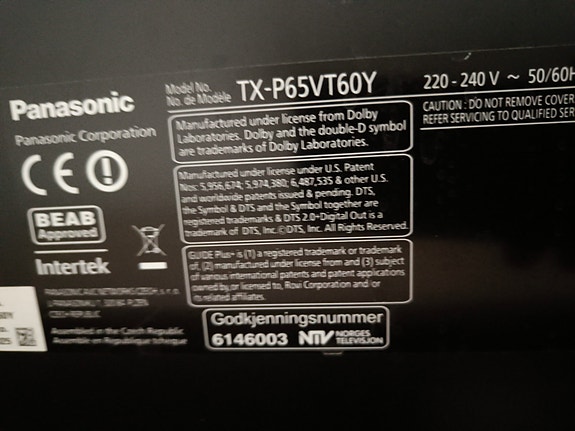 Panasonic
Panasonic Corporation
CE
BEAB
Approved
Intertek
Assembled in the Czech Republic
Assemblé en République tchèque
Model No.
No. de Modèle
TX-P65VT60Y
Manufactured under license from Dolby
Laboratories. Dolby and the double-D symbol
are trademarks of Dolby Laboratories.
Manufactured under license under U.S. Patent
Nos: 5,956,674; 5,974,380; 6,487,535 & other U.S.
and worldwide patents issued & pending. DTS,
the Symbol & DTS and the Symbol together are
registered trademarks & DTS 2.0+Digital Out is a
trademark of DTS, Inc.©DTS, Inc. All Rights Reserved.
GUIDE Plus+ is (1) a registered trademark or trademark
of, (2) manufactured under license from and (3) subject
of various international patents and patent applications
owned by, or licensed to, Rovi Corporation and/or
its related affiliates.
Godkjenningsnummer
6146003 NTV NORGES
TELEVISJON
220 - 240 V ~ 50/60H
CAUTION : DO NOT REMOVE COVER
REFER SERVICING TO QUALIFIED SER